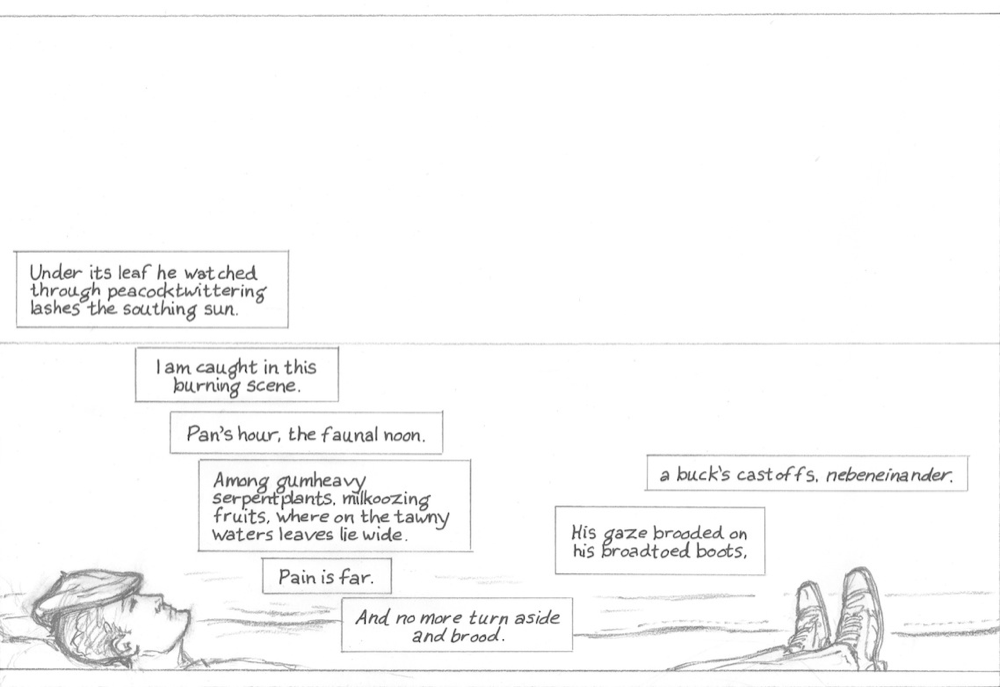 Under its leaf he watched
through peacocktwittering
lashes the southing sun.
I am caught in this
burning scene.
Pan's hour, the faunal noon.
Among gumheavy
serpentplants, milkoozing
fruits, where on the tawny
waters leaves lie wide.
Pain is far.
And no more turn aside
and brood.
His gaze brooded on
his broadtoed boots,
a buck's castoffs, nebeneinander.